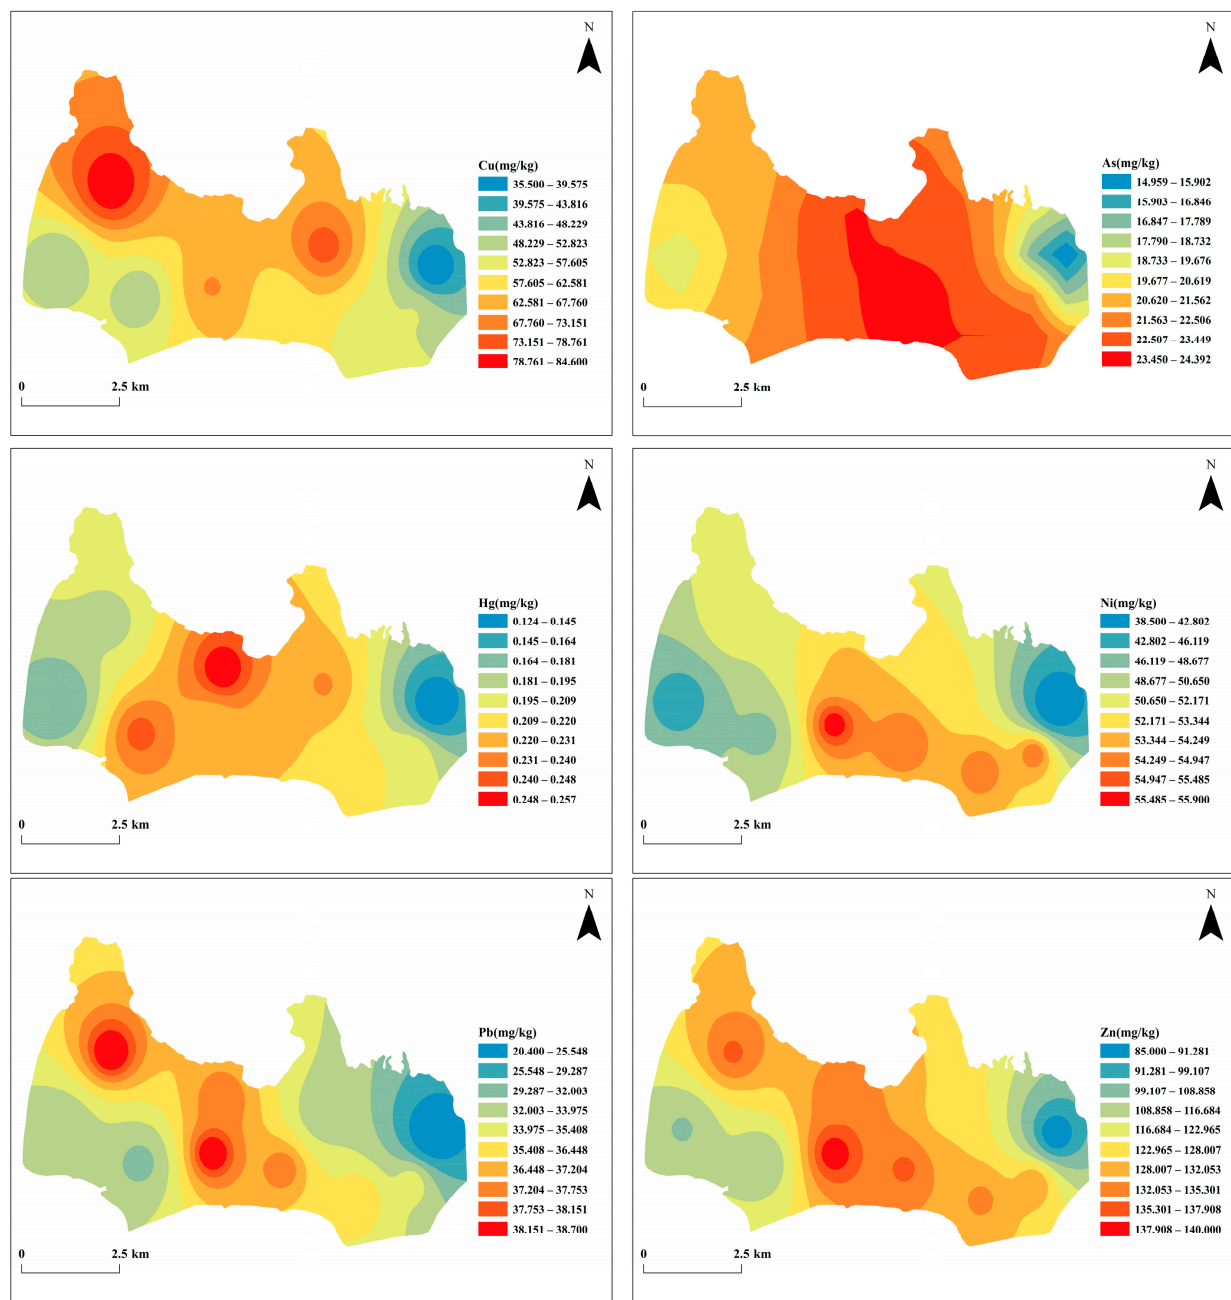 N
Cu(mg/kg)
35.500 – 39.575
39.575 – 43.816
43.816 – 48.229
48.229 – 52.823
52.823 – 57.605
57.605 – 62.581
62.581 – 67.760
67.760 – 73.151
73.151 – 78.761
78.761 – 84.600
0 2.5 km
N
As(mg/kg)
14.959 – 15.902
15.903 – 16.846
16.847 – 17.789
17.790 – 18.732
18.733 – 19.676
19.677 – 20.619
20.620 – 21.562
21.563 – 22.506
22.507 – 23.449
23.450 – 24.392
0 2.5 km
N
Hg(mg/kg)
0.124 – 0.145
0.145 – 0.164
0.164 – 0.181
0.181 – 0.195
0.195 – 0.209
0.209 – 0.220
0.220 – 0.231
0.231 – 0.240
0.240 – 0.248
0.248 – 0.257
0 2.5 km
N
Ni(mg/kg)
38.500 – 42.802
42.802 – 46.119
46.119 – 48.677
48.677 – 50.650
50.650 – 52.171
52.171 – 53.344
53.344 – 54.249
54.249 – 54.947
54.947 – 55.485
55.485 – 55.900
0 2.5 km
N
Pb(mg/kg)
20.400 – 25.548
25.548 – 29.287
29.287 – 32.003
32.003 – 33.975
33.975 – 35.408
35.408 – 36.448
36.448 – 37.204
37.204 – 37.753
37.753 – 38.151
38.151 – 38.700
0 2.5 km
N
Zn(mg/kg)
85.000 – 91.281
91.281 – 99.107
99.107 – 108.858
108.858 – 116.684
116.684 – 122.965
122.965 – 128.007
128.007 – 132.053
132.053 – 135.301
135.301 – 137.908
137.908 – 140.000
0 2.5 km